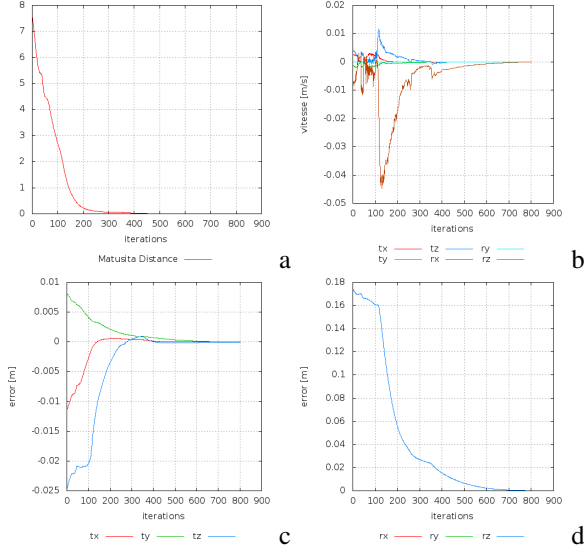 8
7
6
5
4
3
2
1
0
0 100 200 300 400 500 600 700 800 900
iterations
Matusita Distance
a
vitesse [m/s]
0.02
0.01
0
-0.01
-0.02
-0.03
-0.04
-0.05
0 100 200 300 400 500 600 700 800 900
iterations
tx tz ry
ty rx rz
b
error [m]
0.01
0.005
0
-0.005
-0.01
-0.015
-0.02
-0.025
0 100 200 300 400 500 600 700 800 900
iterations
tx ty tz
c
error [m]
0.18
0.16
0.14
0.12
0.1
0.08
0.06
0.04
0.02
0
0 100 200 300 400 500 600 700 800 900
iterations
rx ry rz
d